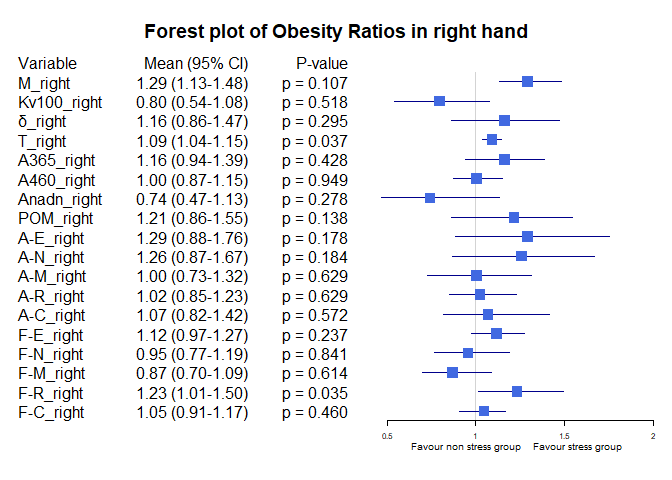 Forest plot of Obesity Ratios in right hand
Variable Mean (95% CI) P-value
M_right 1.29 (1.13-1.48) p = 0.107
Kv100_right 0.80 (0.54-1.08) p = 0.518
δ_right 1.16 (0.86-1.47) p = 0.295
T_right 1.09 (1.04-1.15) p = 0.037
A365_right 1.16 (0.94-1.39) p = 0.428
A460_right 1.00 (0.87-1.15) p = 0.949
Anadn_right 0.74 (0.47-1.13) p = 0.278
POM_right 1.21 (0.86-1.55) p = 0.138
A-E_right 1.29 (0.88-1.76) p = 0.178
A-N_right 1.26 (0.87-1.67) p = 0.184
A-M_right 1.00 (0.73-1.32) p = 0.629
A-R_right 1.02 (0.85-1.23) p = 0.629
A-C_right 1.07 (0.82-1.42) p = 0.572
F-E_right 1.12 (0.97-1.27) p = 0.237
F-N_right 0.95 (0.77-1.19) p = 0.841
F-M_right 0.87 (0.70-1.09) p = 0.614
F-R_right 1.23 (1.01-1.50) p = 0.035
F-C_right 1.05 (0.91-1.17) p = 0.460
0.5 1 1.5 2
Favour non stress group Favour stress group